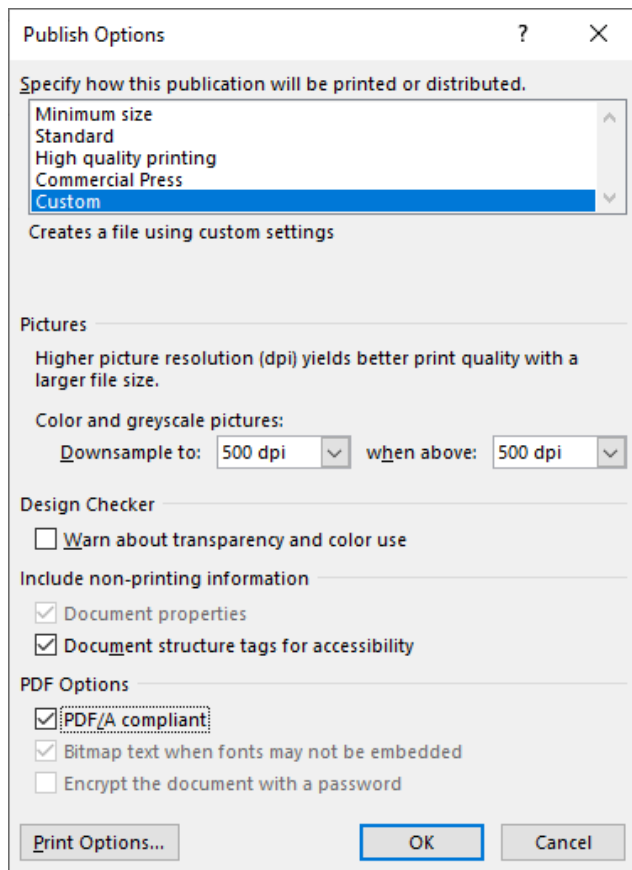 Publish Options ?
Specify how this publication will be printed or distributed.
Minimum size
Standard
High quality printing
Commercial Press
Custom
Creates a file using custom settings
Pictures
Higher picture resolution (dpi) yields better print quality with a
larger file size.
Color and greyscale pictures:
Downsample to: 500 dpi when above: 500 dpi
Design Checker
Warn about transparency and color use
Include non-printing information
Document properties
Document structure tags for accessibility
PDF Options
PDF/A compliant
Bitmap text when fonts may not be embedded
Encrypt the document with a password
Print Options... OK Cancel